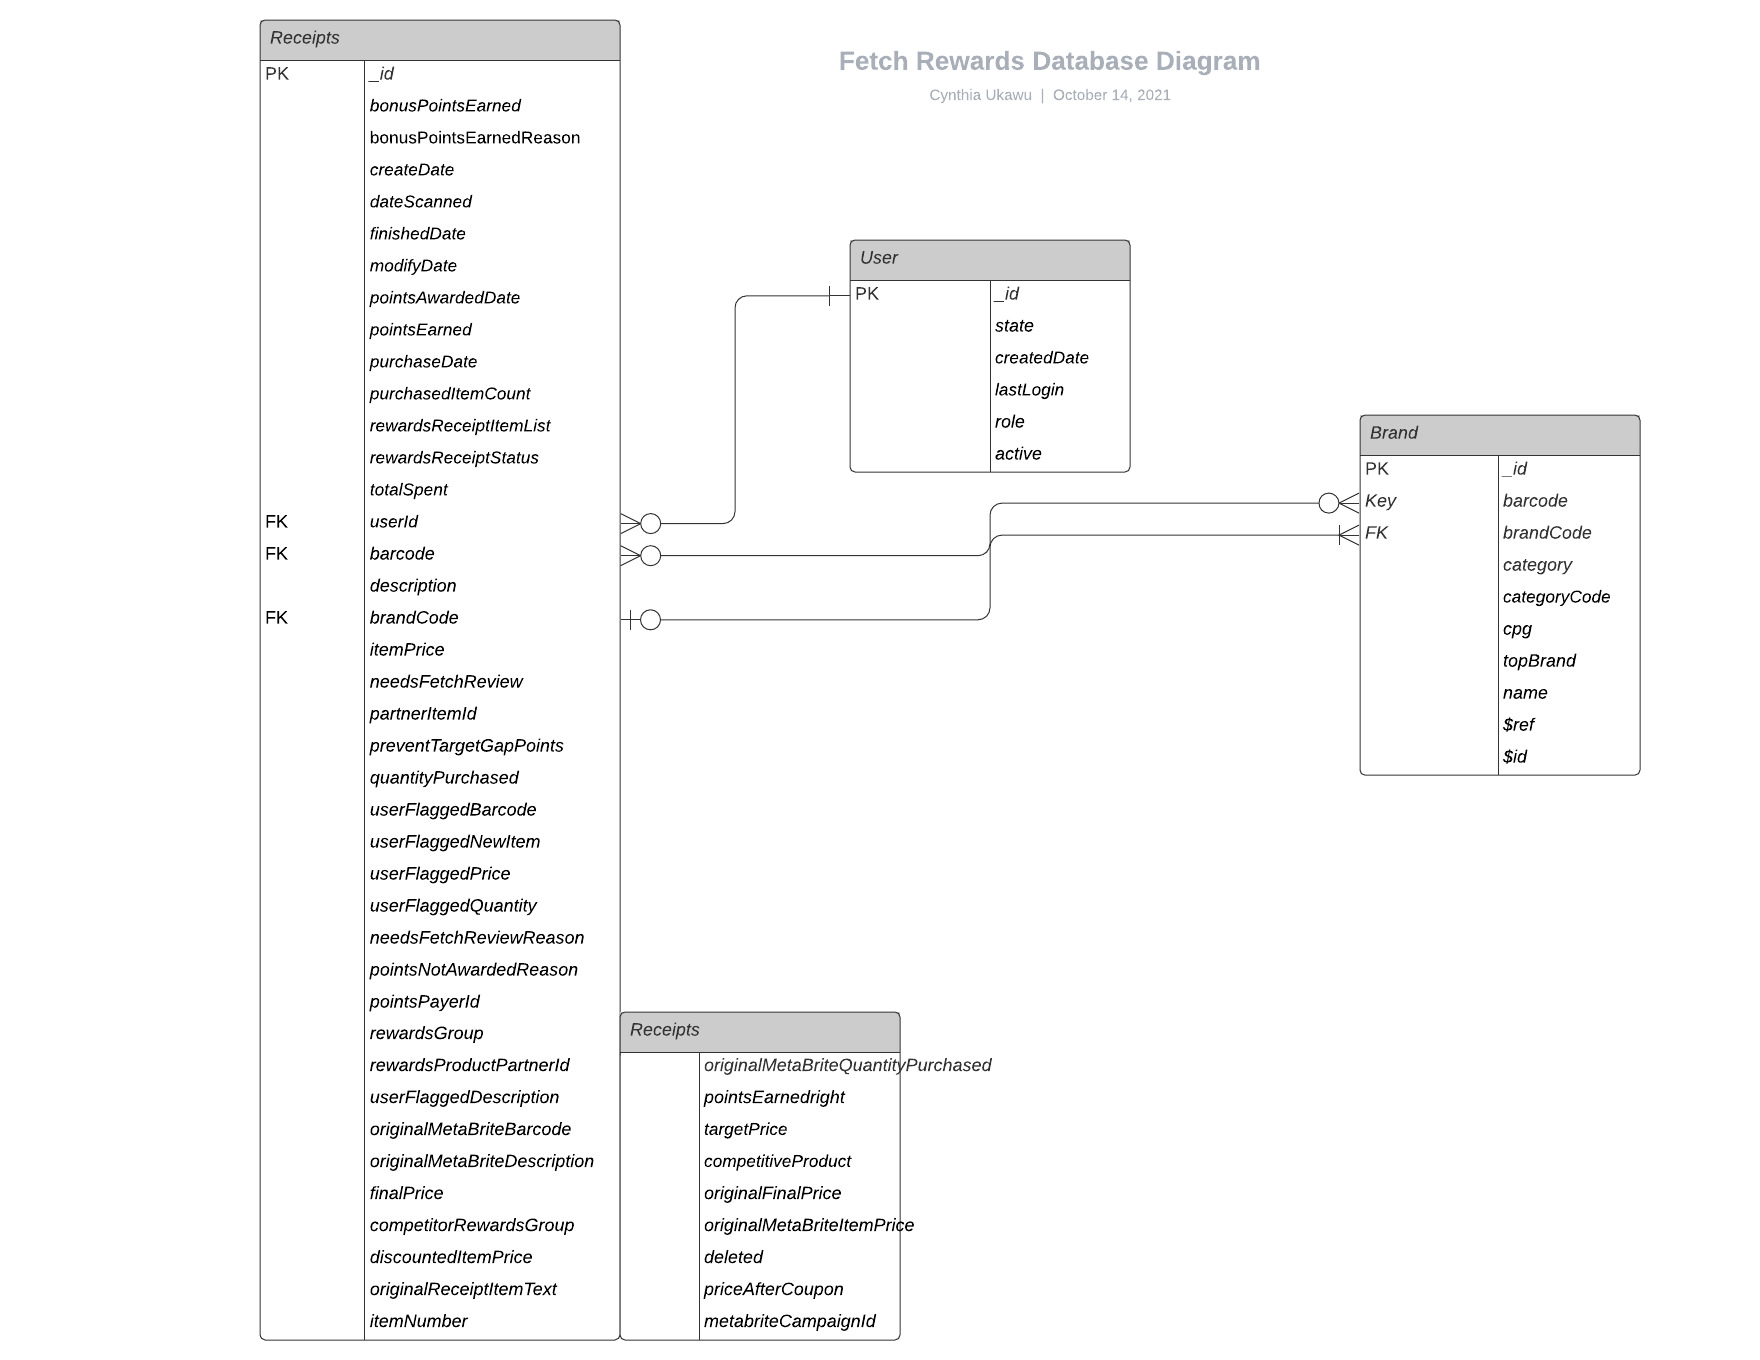 Fetch Rewards Database Diagram
Cynthia Ukawu | October 14, 2021
Receipts
PK _id
bonusPointsEarned
bonusPointsEarnedReason
createDate
dateScanned
finishedDate
modifyDate
pointsAwardedDate
pointsEarned
purchaseDate
purchasedItemCount
rewardsReceiptItemList
rewardsReceiptStatus
totalSpent
FK userId
FK barcode
description
FK brandCode
itemPrice
needsFetchReview
partnerItemId
preventTargetGapPoints
quantityPurchased
userFlaggedBarcode
userFlaggedNewItem
userFlaggedPrice
userFlaggedQuantity
needsFetchReviewReason
pointsNotAwardedReason
pointsPayerId
rewardsGroup
rewardsProductPartnerId
userFlaggedDescription
originalMetaBriteBarcode
originalMetaBriteDescription
finalPrice
competitorRewardsGroup
discountedItemPrice
originalReceiptItemText
itemNumber
User
PK _id
state
createdDate
lastLogin
role
active
Brand
PK _id
Key barcode
FK brandCode
category
categoryCode
cpg
topBrand
name
$ref
$id
Receipts
originalMetaBriteQuantityPurchased
pointsEarnedright
targetPrice
competitiveProduct
originalFinalPrice
originalMetaBriteItemPrice
deleted
priceAfterCoupon
metabriteCampaignId